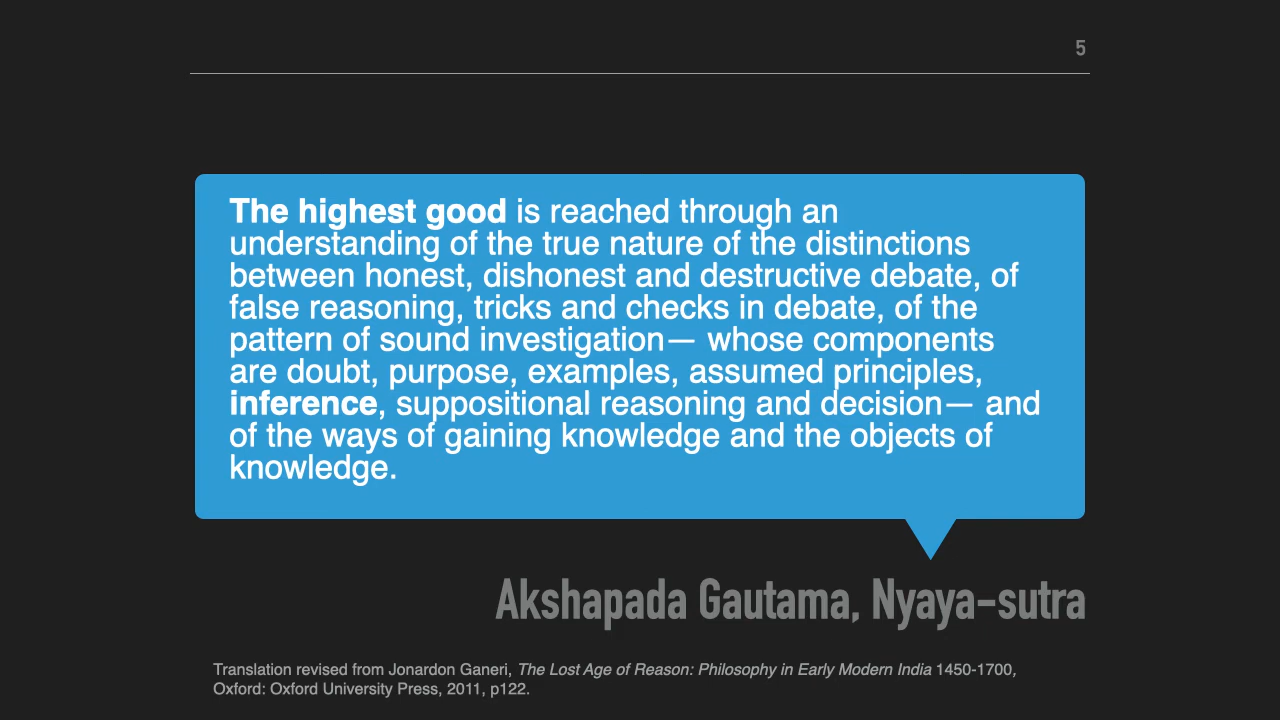 5
The highest good is reached through an
understanding of the true nature of the distinctions
between honest, dishonest and destructive debate, of
false reasoning, tricks and checks in debate, of the
pattern of sound investigation— whose components
are doubt, purpose, examples, assumed principles,
inference, suppositional reasoning and decision— and
of the ways of gaining knowledge and the objects of
knowledge.
Akshapada Gautama, Nyaya-sutra
Translation revised from Jonardon Ganeri, The Lost Age of Reason: Philosophy in Early Modern India 1450-1700,
Oxford: Oxford University Press, 2011, p122.